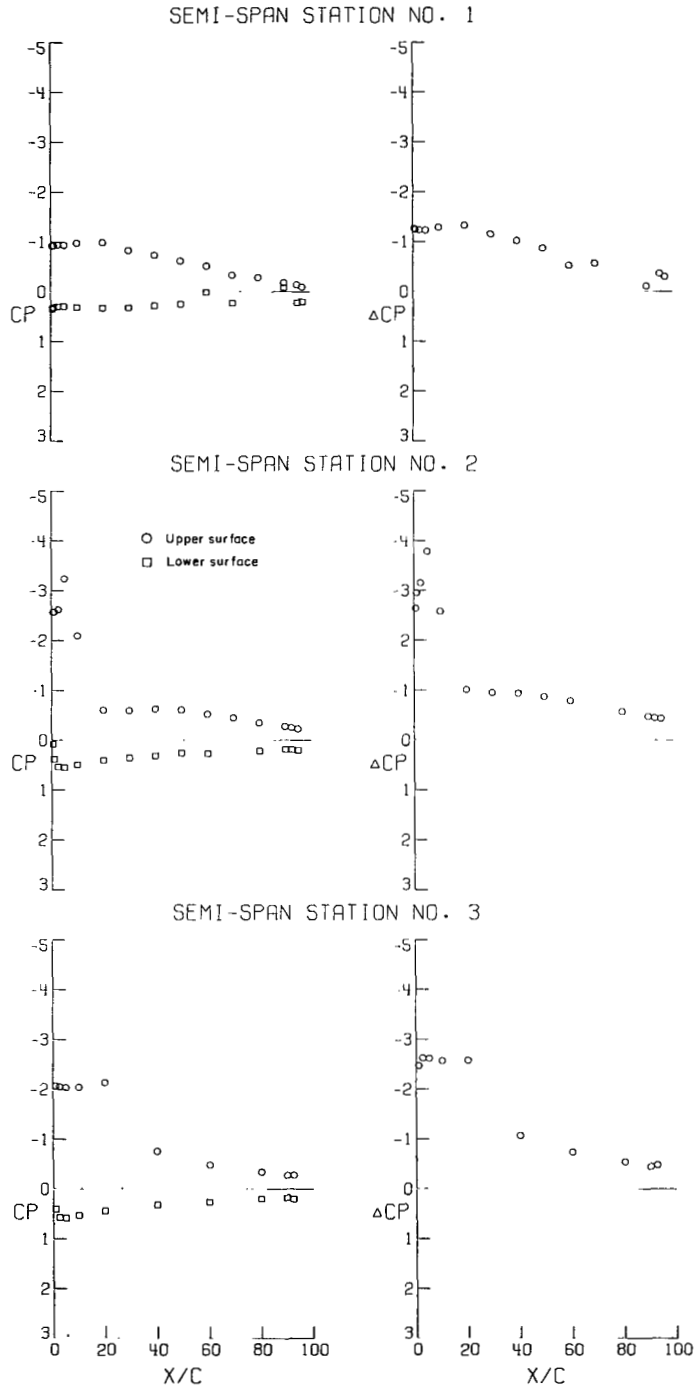 SEMI-SPAN STATION NO. 1
-5 -5
-4 -4
-3 -3
-2 -2
-1 -1
0 0
CP ΔCP
1 1
2 2
3 3
SEMI-SPAN STATION NO. 2
-5 -5
-4 -4
○ Upper surface
□ Lower surface
-3 -3
-2 -2
-1 -1
0 0
CP ΔCP
1 1
2 2
3 3
SEMI-SPAN STATION NO. 3
-5 -5
-4 -4
-3 -3
-2 -2
-1 -1
0 0
CP ΔCP
1 1
2 2
3 3
0 20 40 60 80 100 0 20 40 60 80 100
X/C X/C